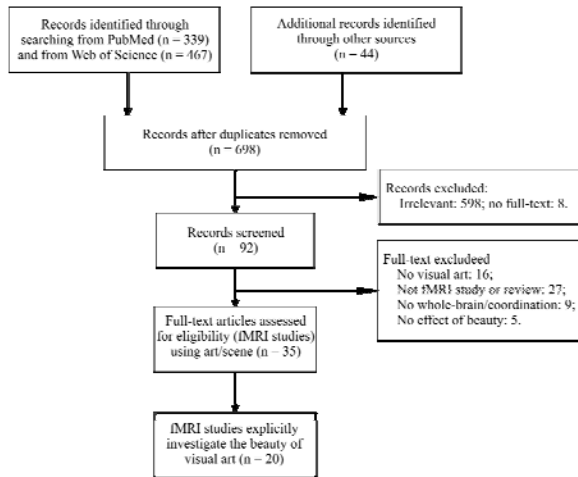 Records identified through
searching from PubMed (n = 339)
and from Web of Science (n = 467)
Additional records identified
through other sources
(n = 44)
Records after duplicates removed
(n = 698)
Records excluded:
Irrelevant: 598; no full-text: 8.
Records screened
(n = 92)
Full-text excludeed
No visual art: 16;
Not fMRI study or review: 27;
No whole-brain/coordination: 9;
No effect of beauty: 5.
Full-text articles assessed
for eligibility (fMRI studies)
using art/scene (n = 35)
fMRI studies explicitly
investigate the beauty of
visual art (n = 20)